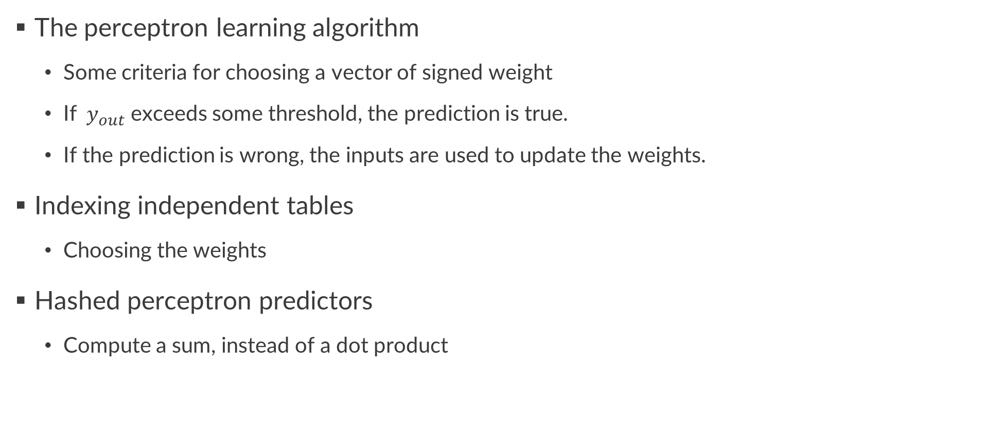 ▪ The perceptron learning algorithm
• Some criteria for choosing a vector of signed weight
• If y_out exceeds some threshold, the prediction is true.
• If the prediction is wrong, the inputs are used to update the weights.
▪ Indexing independent tables
• Choosing the weights
▪ Hashed perceptron predictors
• Compute a sum, instead of a dot product